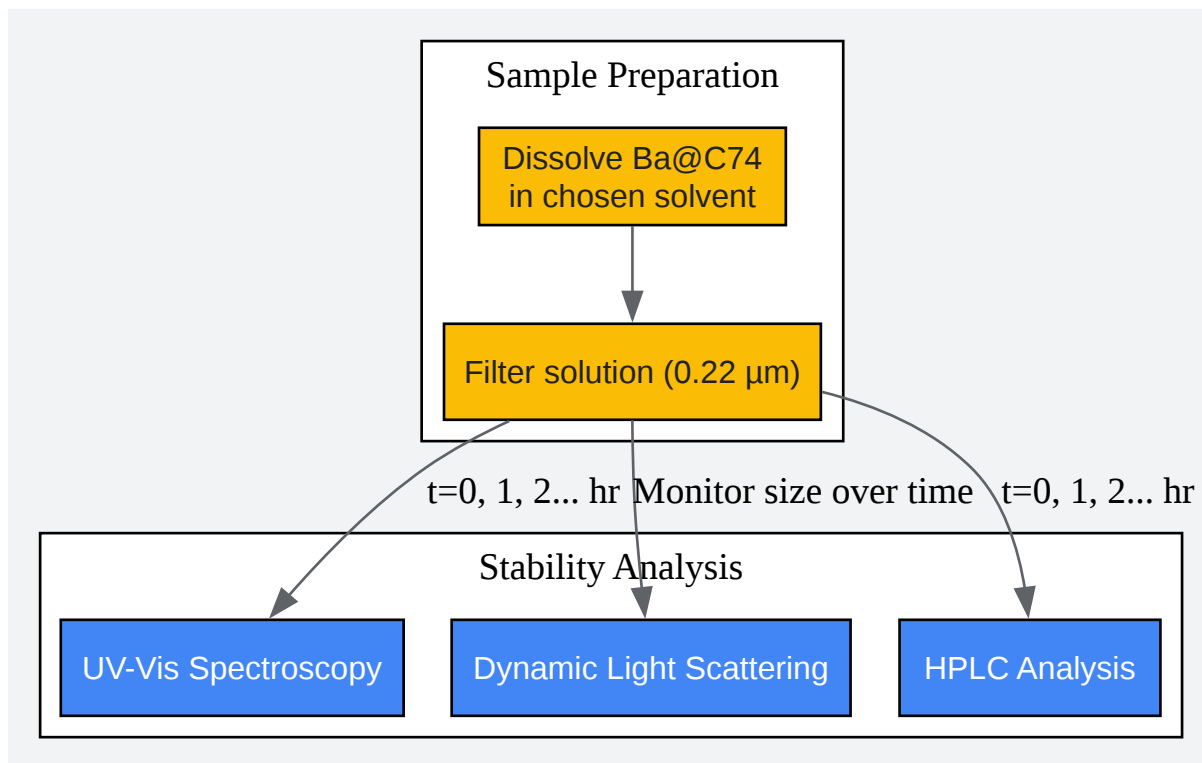 Sample Preparation
Dissolve Ba@C74
in chosen solvent
Filter solution (0.22 µm)
t=0, 1, 2... hr
Monitor size over time
t=0, 1, 2... hr
Stability Analysis
UV-Vis Spectroscopy
Dynamic Light Scattering
HPLC Analysis